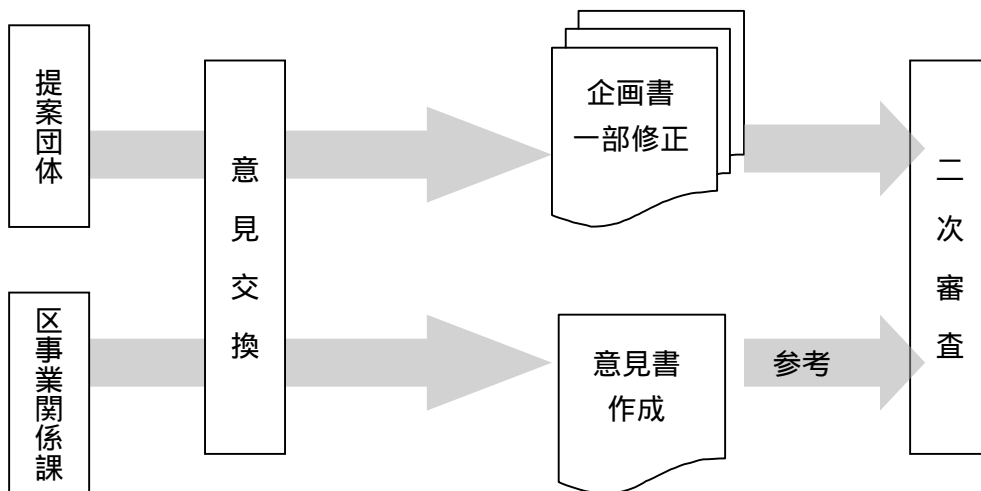 提案団体
意見交換
企画書
一部修正
二次審査
区事業関係課
意見書
作成
参考